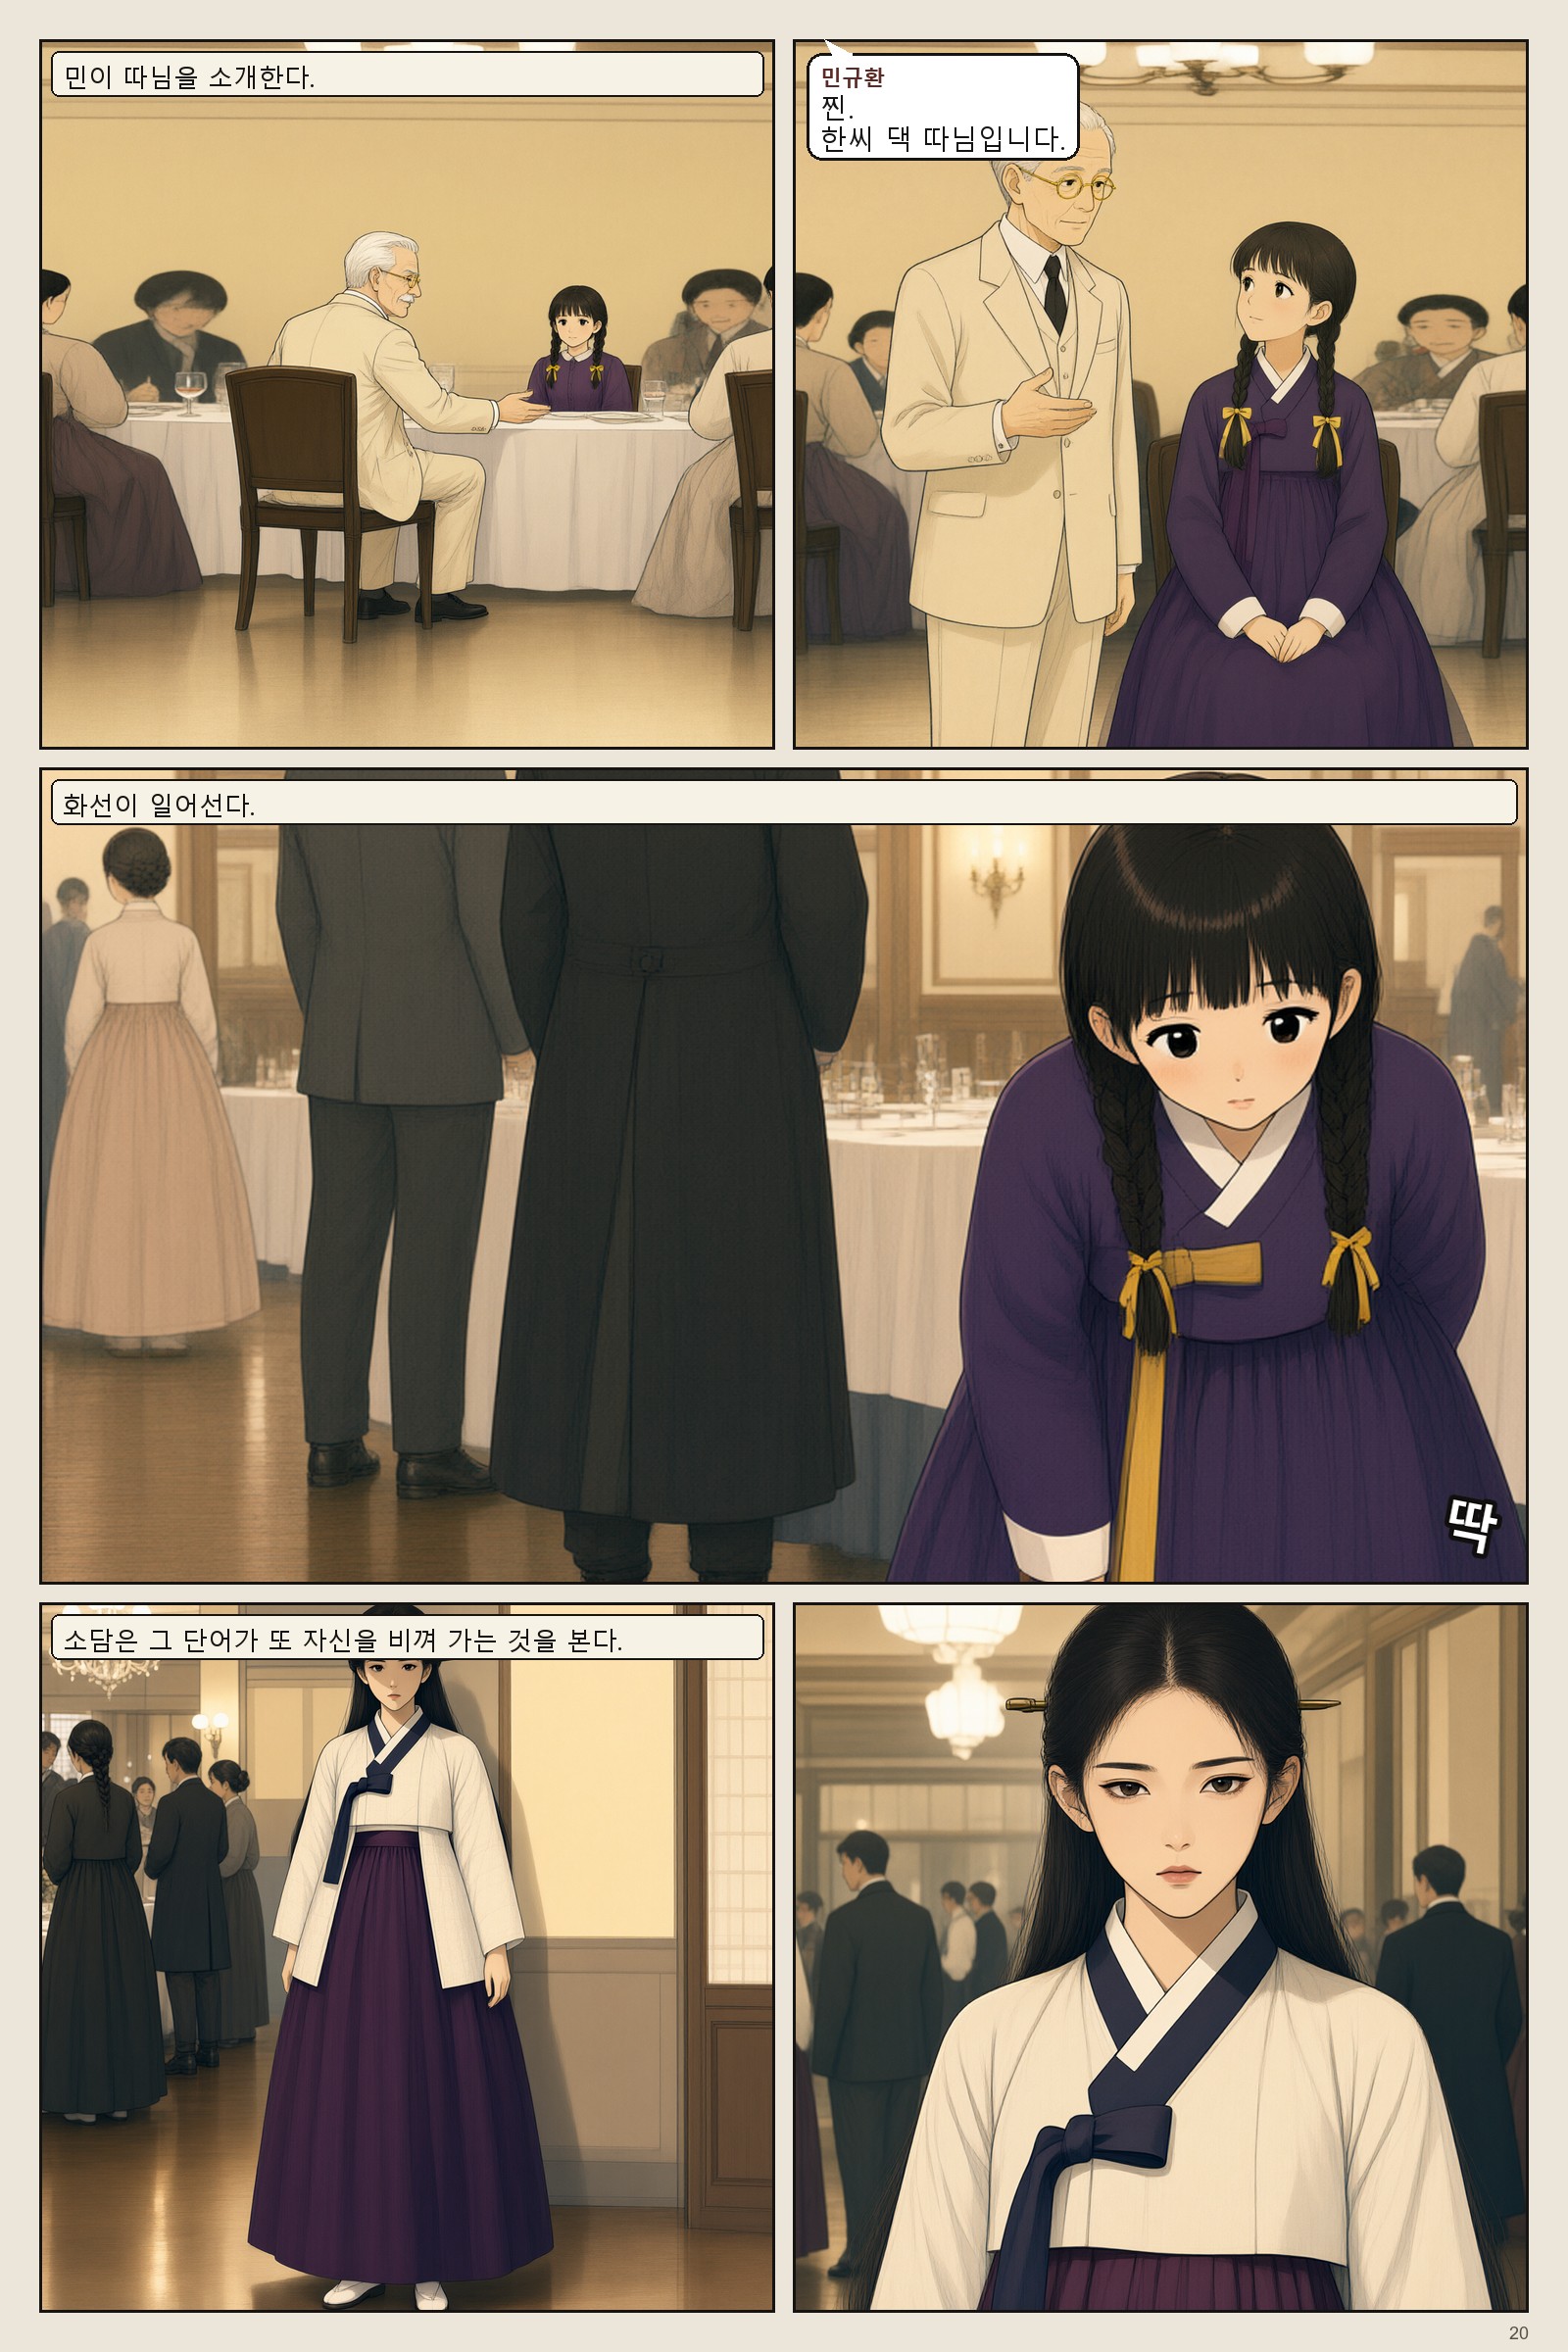 민이 따님을 소개한다.
민규환
찐.
한씨 댁 따님입니다.
화선이 일어선다.
딱
소담은 그 단어가 또 자신을 비껴 가는 것을 본다.
20